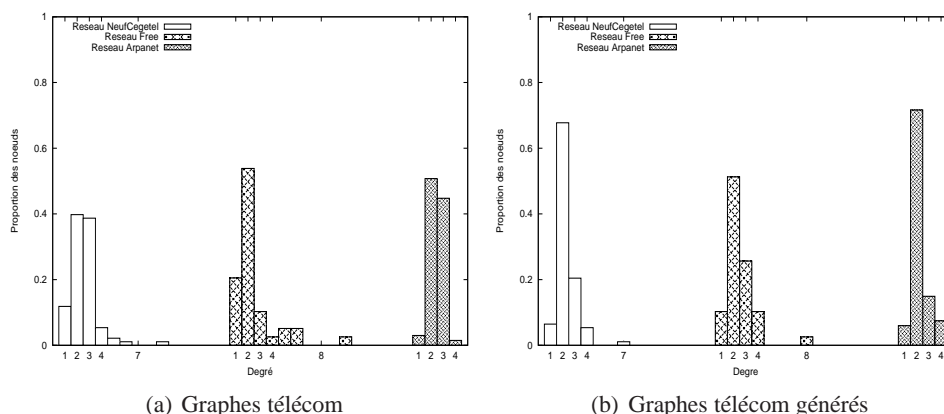 Reseau NeufCegetel
Reseau Free
Reseau Arpanet
Proportion des noeuds
1
0.8
0.6
0.4
0.2
0
1 2 3 4 7 1 2 3 4 8 1 2 3 4
Degré
(a) Graphes télécom
Reseau NeufCegetel
Reseau Free
Reseau Arpanet
Proportion des noeuds
1
0.8
0.6
0.4
0.2
0
1 2 3 4 7 1 2 3 4 8 1 2 3 4
Degre
(b) Graphes télécom générés